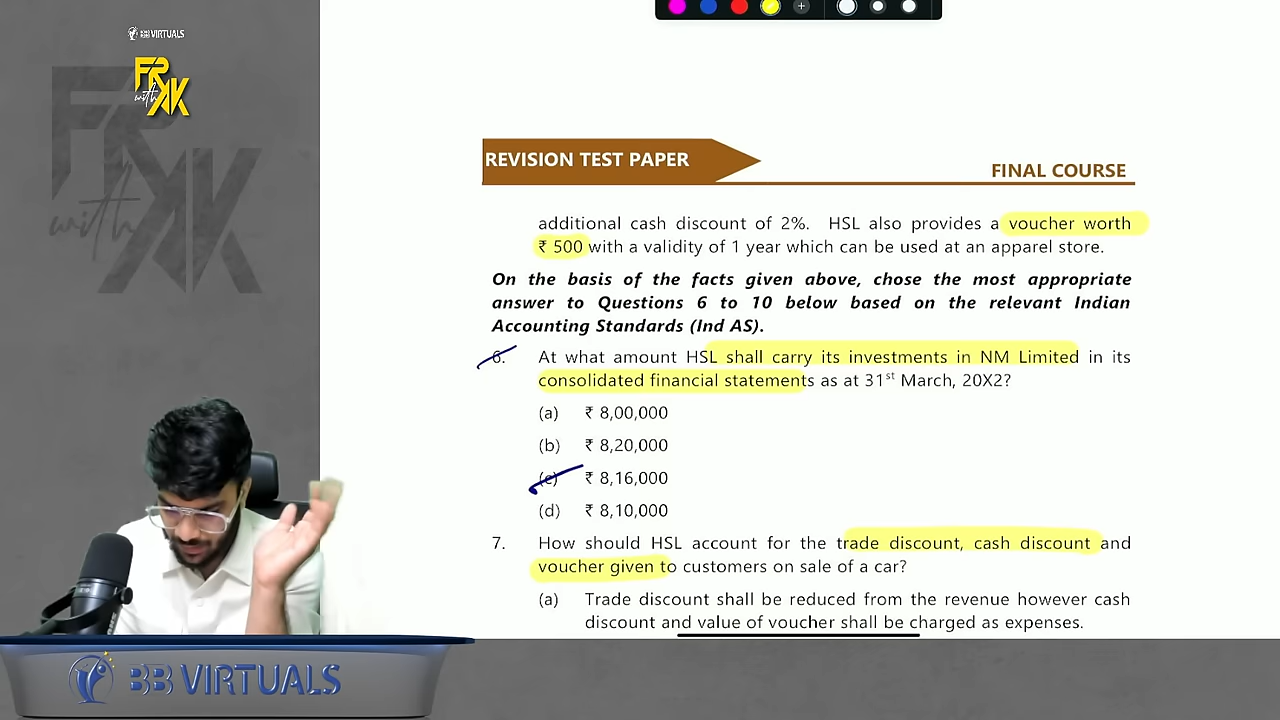 BB VIRTUALS
FR
with AK
FR
with AK
REVISION TEST PAPER
FINAL COURSE
additional cash discount of 2%. HSL also provides a voucher worth
₹ 500 with a validity of 1 year which can be used at an apparel store.
On the basis of the facts given above, chose the most appropriate
answer to Questions 6 to 10 below based on the relevant Indian
Accounting Standards (Ind AS).
6. At what amount HSL shall carry its investments in NM Limited in its
consolidated financial statements as at 31st March, 20X2?
(a) ₹ 8,00,000
(b) ₹ 8,20,000
(c) ₹ 8,16,000
(d) ₹ 8,10,000
7. How should HSL account for the trade discount, cash discount and
voucher given to customers on sale of a car?
(a) Trade discount shall be reduced from the revenue however cash
discount and value of voucher shall be charged as expenses.
BB VIRTUALS